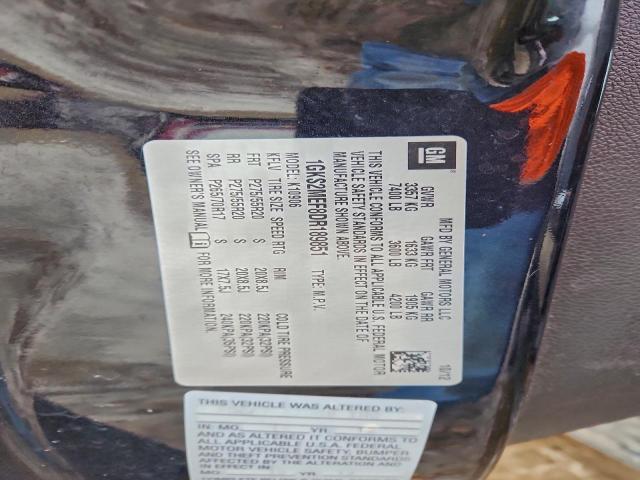 GM
MFD BY GENERAL MOTORS LLC 10/12
GVWR GAWR FRT GAWR RR
3357 KG 1633 KG 1905 KG
7400 LB 3600 LB 4200 LB
THIS VEHICLE CONFORMS TO ALL APPLICABLE U.S. FEDERAL MOTOR
VEHICLE SAFETY STANDARDS IN EFFECT ON THE DATE OF
MANUFACTURE SHOWN ABOVE.
1GKS2MEF8DR188851 TYPE: M.P.V.
MODEL: K10906
KFLV TIRE SIZE SPEED RTG RIM COLD TIRE PRESSURE
FRT P275/55R20 S 20X8.5J 220KPA(32PSI)
RR P275/55R20 S 20X8.5J 220KPA(32PSI)
SPA P265/70R17 S 17X7.5J 240KPA(35PSI)
SEE OWNER'S MANUAL FOR MORE INFORMATION.
THIS VEHICLE WAS ALTERED BY:
IN: MO. YR.
AND AS ALTERED IT CONFORMS TO
ALL APPLICABLE U.S.A. FEDERAL
MOTOR VEHICLE SAFETY, BUMPER
AND THEFT PREVENTION STANDARDS
AFFECTED BY THE ALTERATION AND
IN EFFECT IN
MO. YR.